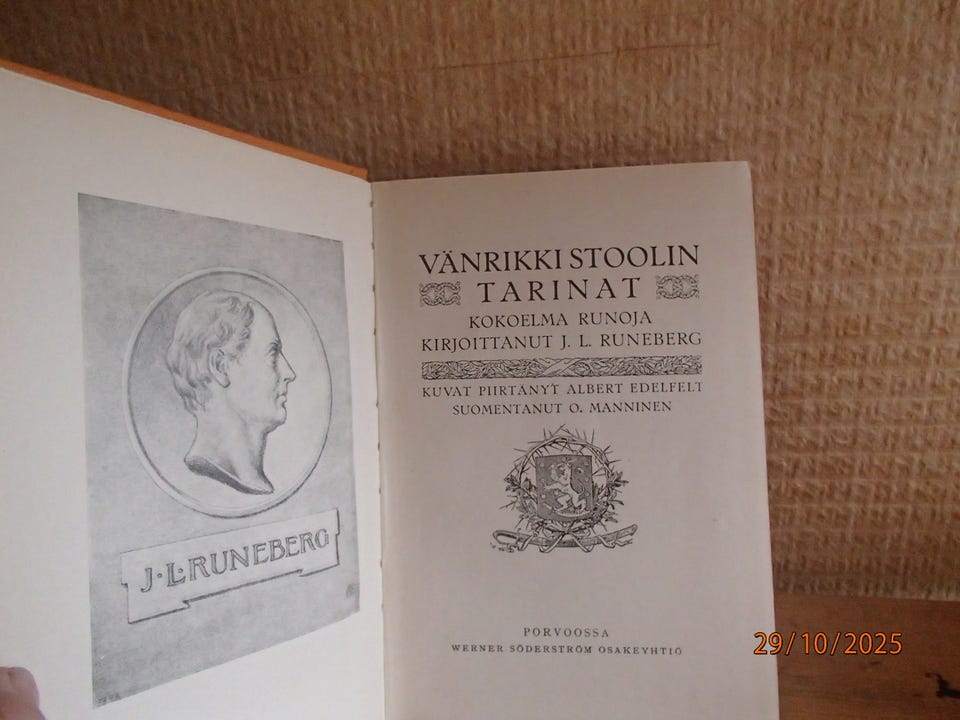 J·L·RUNEBERG
VÄNRIKKI STOOLIN
TARINAT
KOKOELMA RUNOJA
KIRJOITTANUT J. L. RUNEBERG
KUVAT PIIRTÄNYT ALBERT EDELFELT
SUOMENTANUT O. MANNINEN
PORVOOSSA
WERNER SÖDERSTRÖM OSAKEYHTIÖ
29/10/2025